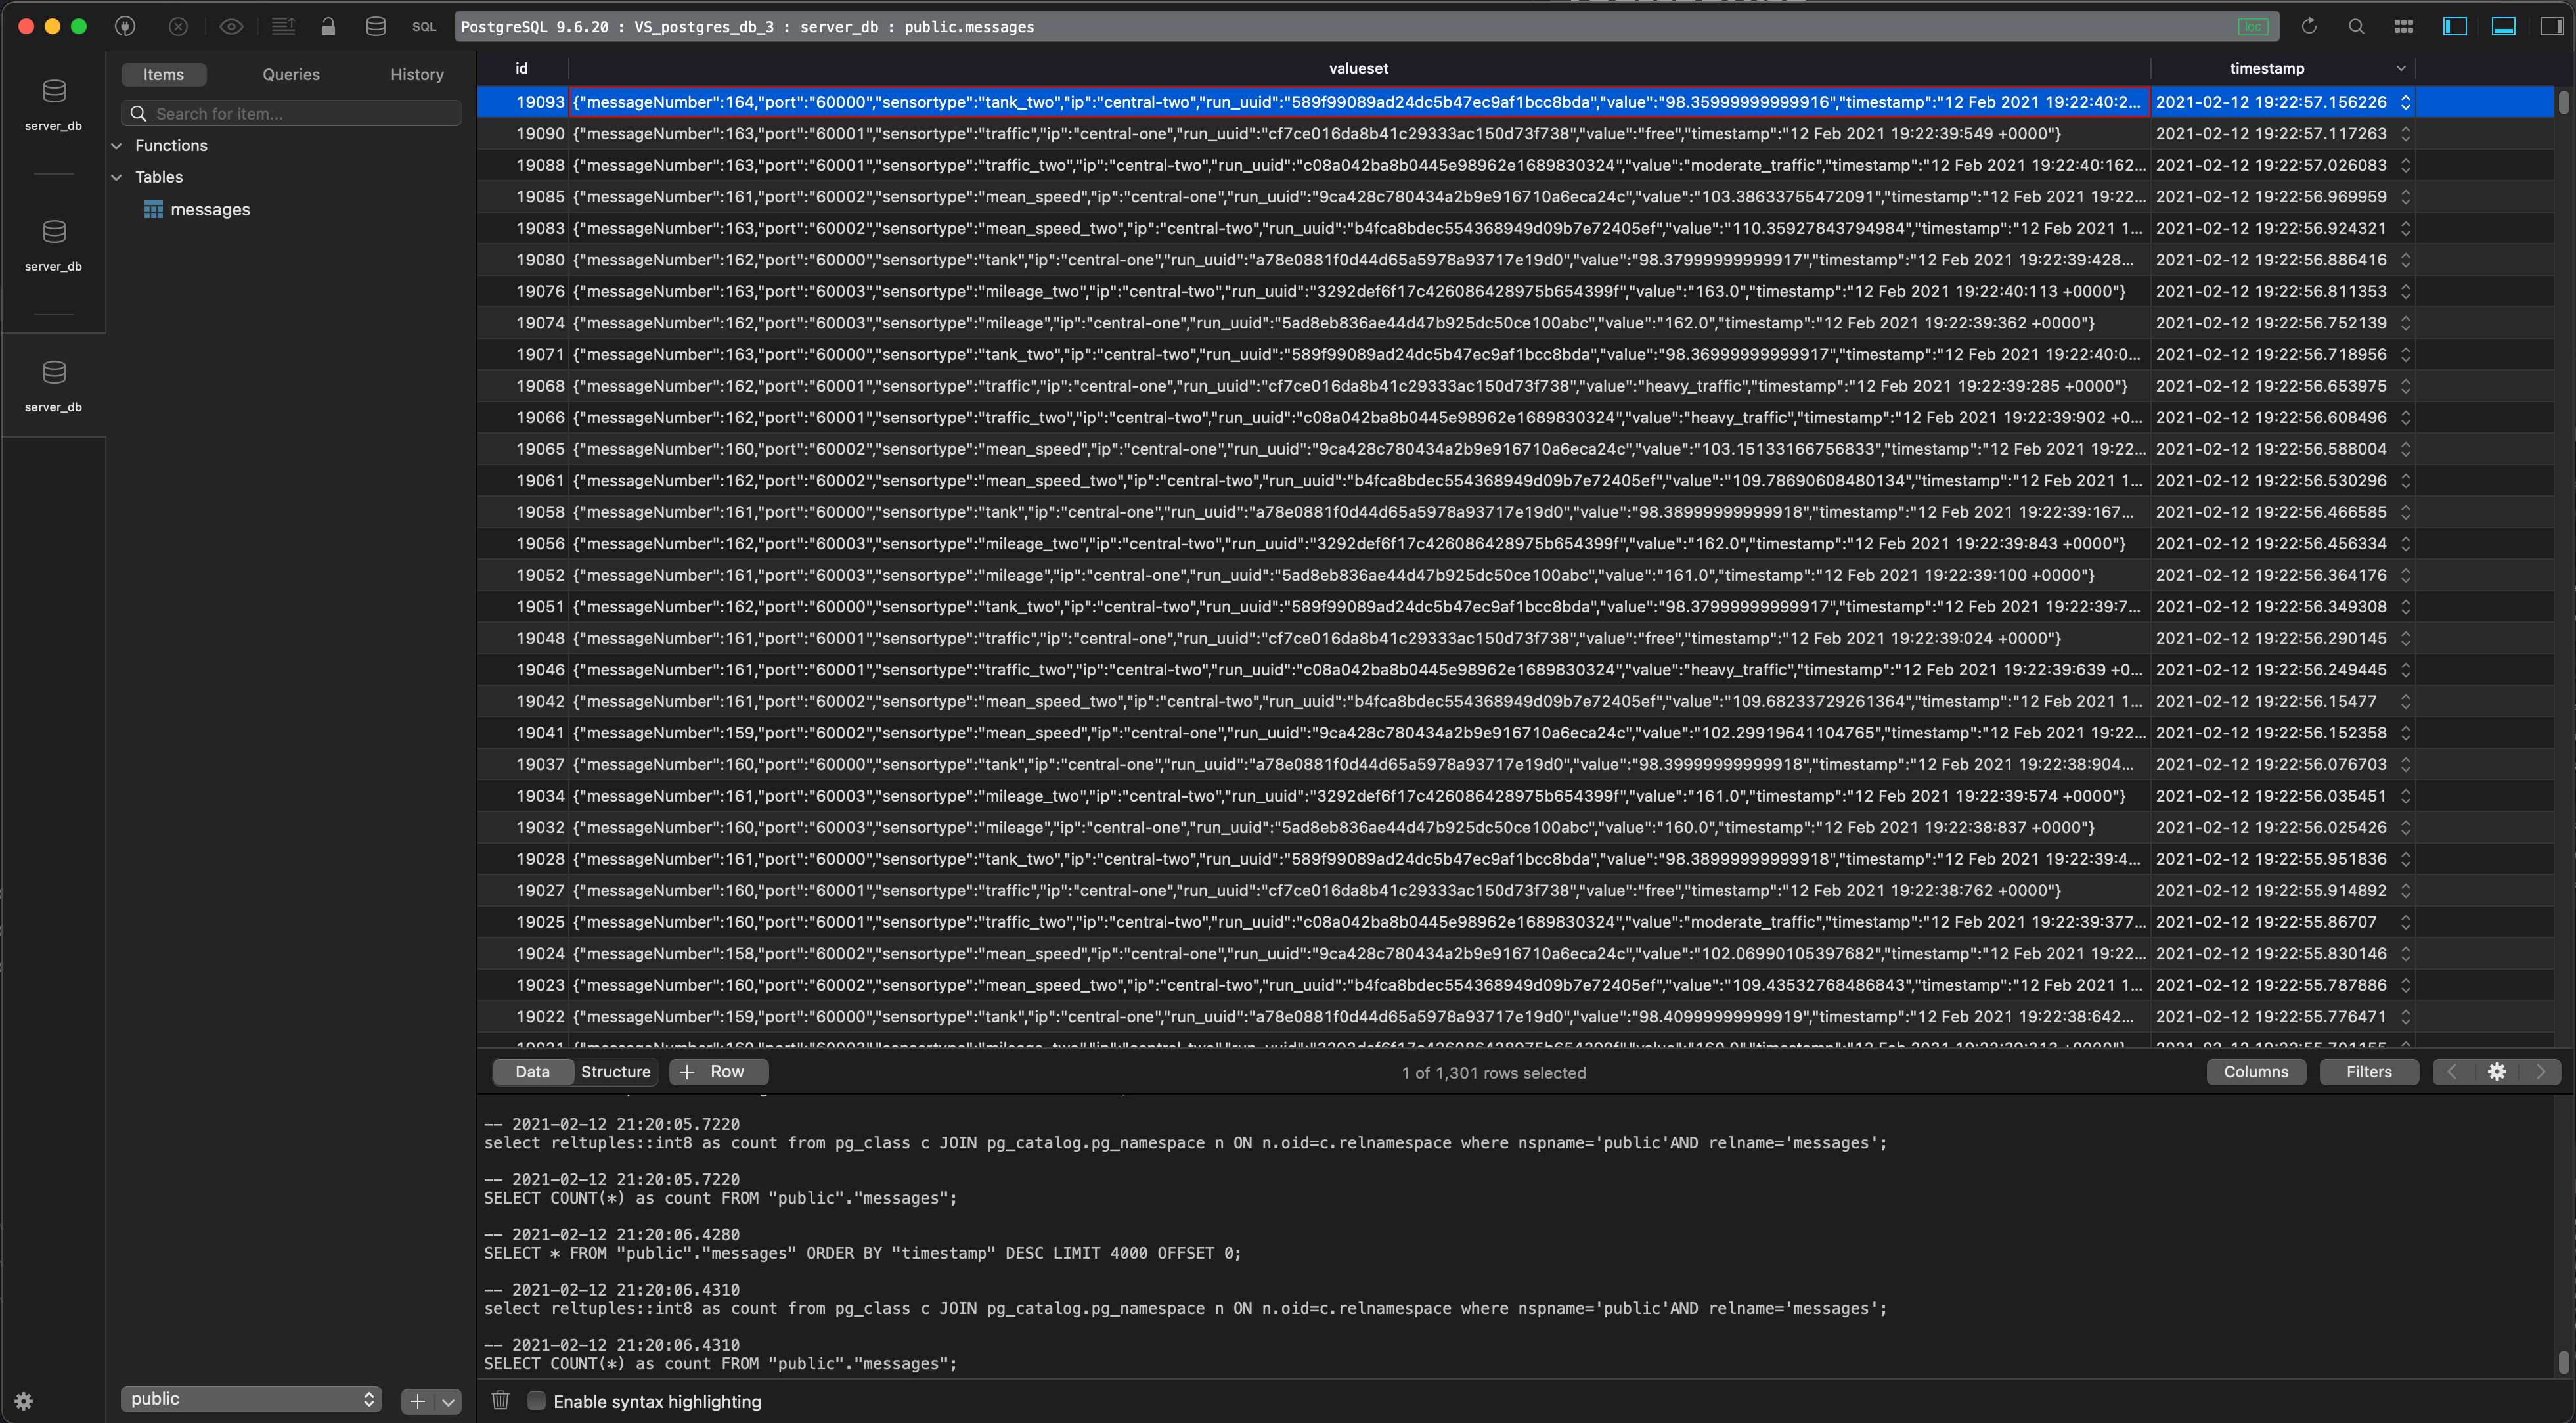 SQL
PostgreSQL 9.6.20 : VS_postgres_db_3 : server_db : public.messages
loc
server_db
server_db
server_db
Items Queries History
Search for item...
Functions
Tables
messages
public
id valueset timestamp
19093 {"messageNumber":164,"port":"60000","sensortype":"tank_two","ip":"central-two","run_uuid":"589f99089ad24dc5b47ec9af1bcc8bda","value":"98.35999999999916","timestamp":"12 Feb 2021 19:22:40:2... 2021-02-12 19:22:57.156226
19090 {"messageNumber":163,"port":"60001","sensortype":"traffic","ip":"central-one","run_uuid":"cf7ce016da8b41c29333ac150d73f738","value":"free","timestamp":"12 Feb 2021 19:22:39:549 +0000"} 2021-02-12 19:22:57.117263
19088 {"messageNumber":163,"port":"60001","sensortype":"traffic_two","ip":"central-two","run_uuid":"c08a042ba8b0445e98962e1689830324","value":"moderate_traffic","timestamp":"12 Feb 2021 19:22:40:162... 2021-02-12 19:22:57.026083
19085 {"messageNumber":161,"port":"60002","sensortype":"mean_speed","ip":"central-one","run_uuid":"9ca428c780434a2b9e916710a6eca24c","value":"103.38633755472091","timestamp":"12 Feb 2021 19:22... 2021-02-12 19:22:56.969959
19083 {"messageNumber":163,"port":"60002","sensortype":"mean_speed_two","ip":"central-two","run_uuid":"b4fca8bdec554368949d09b7e72405ef","value":"110.35927843794984","timestamp":"12 Feb 2021 1... 2021-02-12 19:22:56.924321
19080 {"messageNumber":162,"port":"60000","sensortype":"tank","ip":"central-one","run_uuid":"a78e0881f0d44d65a5978a93717e19d0","value":"98.37999999999917","timestamp":"12 Feb 2021 19:22:39:428... 2021-02-12 19:22:56.886416
19076 {"messageNumber":163,"port":"60003","sensortype":"mileage_two","ip":"central-two","run_uuid":"3292def6f17c426086428975b654399f","value":"163.0","timestamp":"12 Feb 2021 19:22:40:113 +0000"} 2021-02-12 19:22:56.811353
19074 {"messageNumber":162,"port":"60003","sensortype":"mileage","ip":"central-one","run_uuid":"5ad8eb836ae44d47b925dc50ce100abc","value":"162.0","timestamp":"12 Feb 2021 19:22:39:362 +0000"} 2021-02-12 19:22:56.752139
19071 {"messageNumber":163,"port":"60000","sensortype":"tank_two","ip":"central-two","run_uuid":"589f99089ad24dc5b47ec9af1bcc8bda","value":"98.36999999999917","timestamp":"12 Feb 2021 19:22:40:0... 2021-02-12 19:22:56.718956
19068 {"messageNumber":162,"port":"60001","sensortype":"traffic","ip":"central-one","run_uuid":"cf7ce016da8b41c29333ac150d73f738","value":"heavy_traffic","timestamp":"12 Feb 2021 19:22:39:285 +0000"} 2021-02-12 19:22:56.653975
19066 {"messageNumber":162,"port":"60001","sensortype":"traffic_two","ip":"central-two","run_uuid":"c08a042ba8b0445e98962e1689830324","value":"heavy_traffic","timestamp":"12 Feb 2021 19:22:39:902 +0... 2021-02-12 19:22:56.608496
19065 {"messageNumber":160,"port":"60002","sensortype":"mean_speed","ip":"central-one","run_uuid":"9ca428c780434a2b9e916710a6eca24c","value":"103.15133166756833","timestamp":"12 Feb 2021 19:22... 2021-02-12 19:22:56.588004
19061 {"messageNumber":162,"port":"60002","sensortype":"mean_speed_two","ip":"central-two","run_uuid":"b4fca8bdec554368949d09b7e72405ef","value":"109.78690608480134","timestamp":"12 Feb 2021 1... 2021-02-12 19:22:56.530296
19058 {"messageNumber":161,"port":"60000","sensortype":"tank","ip":"central-one","run_uuid":"a78e0881f0d44d65a5978a93717e19d0","value":"98.38999999999918","timestamp":"12 Feb 2021 19:22:39:167... 2021-02-12 19:22:56.466585
19056 {"messageNumber":162,"port":"60003","sensortype":"mileage_two","ip":"central-two","run_uuid":"3292def6f17c426086428975b654399f","value":"162.0","timestamp":"12 Feb 2021 19:22:39:843 +0000"} 2021-02-12 19:22:56.456334
19052 {"messageNumber":161,"port":"60003","sensortype":"mileage","ip":"central-one","run_uuid":"5ad8eb836ae44d47b925dc50ce100abc","value":"161.0","timestamp":"12 Feb 2021 19:22:39:100 +0000"} 2021-02-12 19:22:56.364176
19051 {"messageNumber":162,"port":"60000","sensortype":"tank_two","ip":"central-two","run_uuid":"589f99089ad24dc5b47ec9af1bcc8bda","value":"98.37999999999917","timestamp":"12 Feb 2021 19:22:39:7... 2021-02-12 19:22:56.349308
19048 {"messageNumber":161,"port":"60001","sensortype":"traffic","ip":"central-one","run_uuid":"cf7ce016da8b41c29333ac150d73f738","value":"free","timestamp":"12 Feb 2021 19:22:39:024 +0000"} 2021-02-12 19:22:56.290145
19046 {"messageNumber":161,"port":"60001","sensortype":"traffic_two","ip":"central-two","run_uuid":"c08a042ba8b0445e98962e1689830324","value":"heavy_traffic","timestamp":"12 Feb 2021 19:22:39:639 +0... 2021-02-12 19:22:56.249445
19042 {"messageNumber":161,"port":"60002","sensortype":"mean_speed_two","ip":"central-two","run_uuid":"b4fca8bdec554368949d09b7e72405ef","value":"109.68233729261364","timestamp":"12 Feb 2021 1... 2021-02-12 19:22:56.15477
19041 {"messageNumber":159,"port":"60002","sensortype":"mean_speed","ip":"central-one","run_uuid":"9ca428c780434a2b9e916710a6eca24c","value":"102.29919641104765","timestamp":"12 Feb 2021 19:22... 2021-02-12 19:22:56.152358
19037 {"messageNumber":160,"port":"60000","sensortype":"tank","ip":"central-one","run_uuid":"a78e0881f0d44d65a5978a93717e19d0","value":"98.39999999999918","timestamp":"12 Feb 2021 19:22:38:904... 2021-02-12 19:22:56.076703
19034 {"messageNumber":161,"port":"60003","sensortype":"mileage_two","ip":"central-two","run_uuid":"3292def6f17c426086428975b654399f","value":"161.0","timestamp":"12 Feb 2021 19:22:39:574 +0000"} 2021-02-12 19:22:56.035451
19032 {"messageNumber":160,"port":"60003","sensortype":"mileage","ip":"central-one","run_uuid":"5ad8eb836ae44d47b925dc50ce100abc","value":"160.0","timestamp":"12 Feb 2021 19:22:38:837 +0000"} 2021-02-12 19:22:56.025426
19028 {"messageNumber":161,"port":"60000","sensortype":"tank_two","ip":"central-two","run_uuid":"589f99089ad24dc5b47ec9af1bcc8bda","value":"98.38999999999918","timestamp":"12 Feb 2021 19:22:39:4... 2021-02-12 19:22:55.951836
19027 {"messageNumber":160,"port":"60001","sensortype":"traffic","ip":"central-one","run_uuid":"cf7ce016da8b41c29333ac150d73f738","value":"free","timestamp":"12 Feb 2021 19:22:38:762 +0000"} 2021-02-12 19:22:55.914892
19025 {"messageNumber":160,"port":"60001","sensortype":"traffic_two","ip":"central-two","run_uuid":"c08a042ba8b0445e98962e1689830324","value":"moderate_traffic","timestamp":"12 Feb 2021 19:22:39:377... 2021-02-12 19:22:55.86707
19024 {"messageNumber":158,"port":"60002","sensortype":"mean_speed","ip":"central-one","run_uuid":"9ca428c780434a2b9e916710a6eca24c","value":"102.06990105397682","timestamp":"12 Feb 2021 19:22... 2021-02-12 19:22:55.830146
19023 {"messageNumber":160,"port":"60002","sensortype":"mean_speed_two","ip":"central-two","run_uuid":"b4fca8bdec554368949d09b7e72405ef","value":"109.43532768486843","timestamp":"12 Feb 2021 1... 2021-02-12 19:22:55.787886
19022 {"messageNumber":159,"port":"60000","sensortype":"tank","ip":"central-one","run_uuid":"a78e0881f0d44d65a5978a93717e19d0","value":"98.40999999999919","timestamp":"12 Feb 2021 19:22:38:642... 2021-02-12 19:22:55.776471
19021 {"messageNumber":160,"port":"60003","sensortype":"mileage_two","ip":"central-two","run_uuid":"3292def6f17c426086428975b654399f","value":"160.0","timestamp":"12 Feb 2021 19:22:39:313 +0000"} 2021-02-12 19:22:55.701155
Data Structure + Row 1 of 1,301 rows selected Columns Filters
-- 2021-02-12 21:20:05.7220
select reltuples::int8 as count from pg_class c JOIN pg_catalog.pg_namespace n ON n.oid=c.relnamespace where nspname='public'AND relname='messages';
-- 2021-02-12 21:20:05.7220
SELECT COUNT(*) as count FROM "public"."messages";
-- 2021-02-12 21:20:06.4280
SELECT * FROM "public"."messages" ORDER BY "timestamp" DESC LIMIT 4000 OFFSET 0;
-- 2021-02-12 21:20:06.4310
select reltuples::int8 as count from pg_class c JOIN pg_catalog.pg_namespace n ON n.oid=c.relnamespace where nspname='public'AND relname='messages';
-- 2021-02-12 21:20:06.4310
SELECT COUNT(*) as count FROM "public"."messages";
Enable syntax highlighting